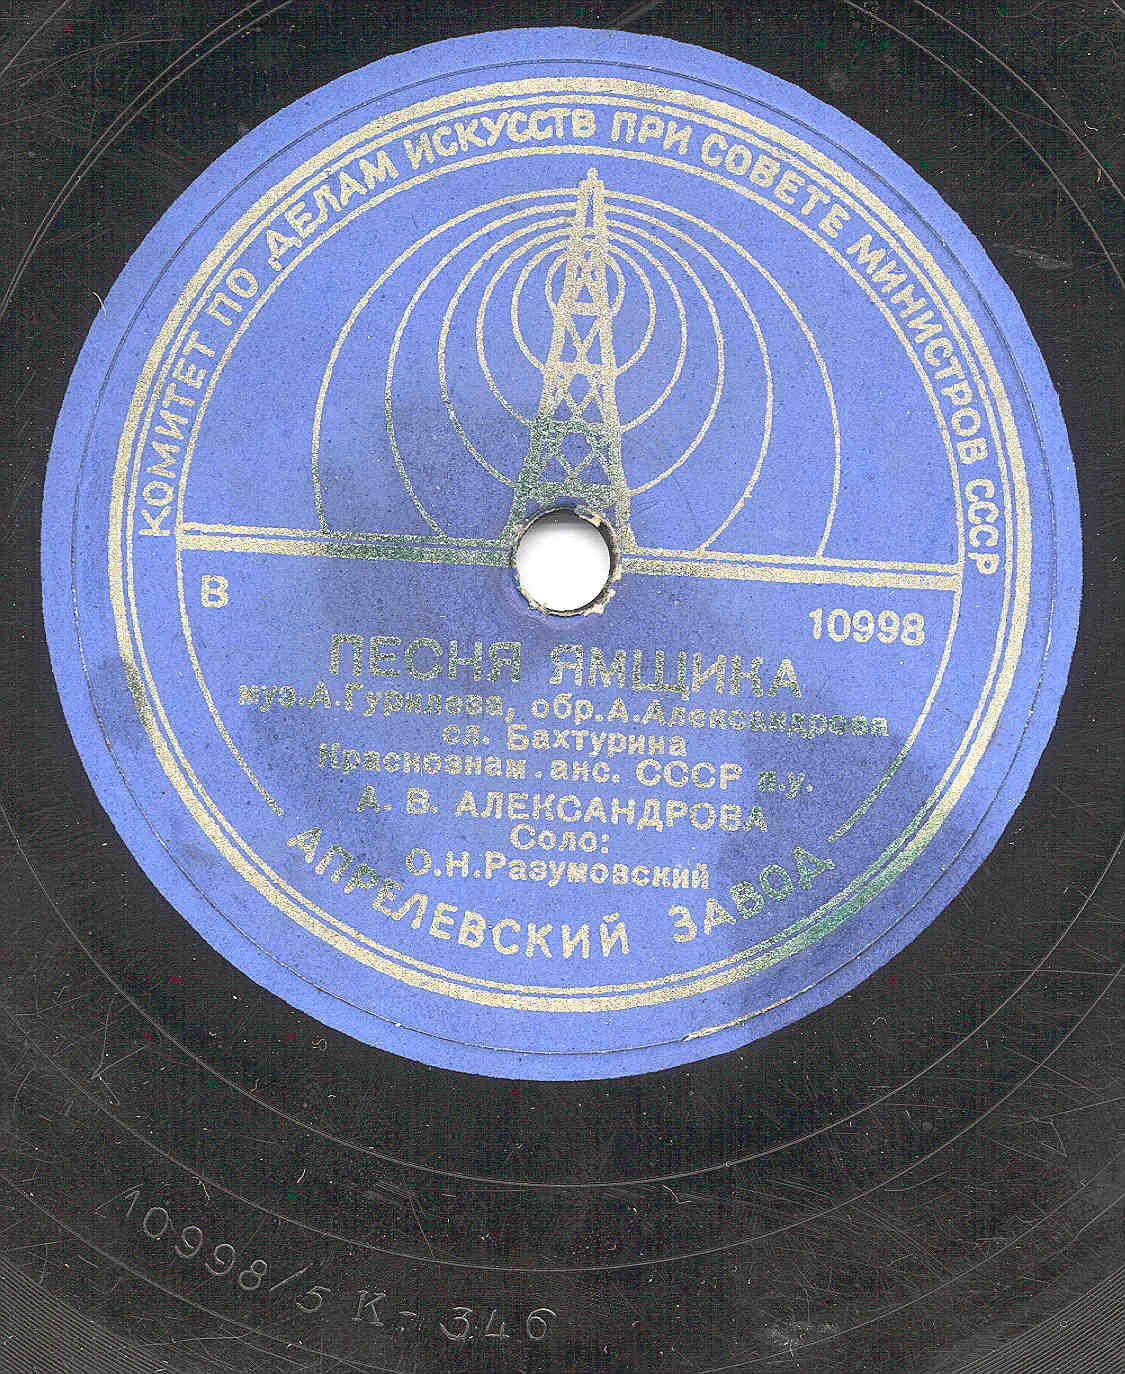 КОМИТЕТ ПО ДЕЛАМ ИСКУССТВ ПРИ СОВЕТЕ МИНИСТРОВ СССР
В
10998
ПЕСНЯ ЯМЩИКА
муз.А.Гурилева, обр.А.Александрова
сл. Бахтурина
Краснознам.анс. СССР п.у.
А. В. АЛЕКСАНДРОВА
Соло:
О.Н.Разумовский
АПРЕЛЕВСКИЙ ЗАВОД
10998/5 К- 346